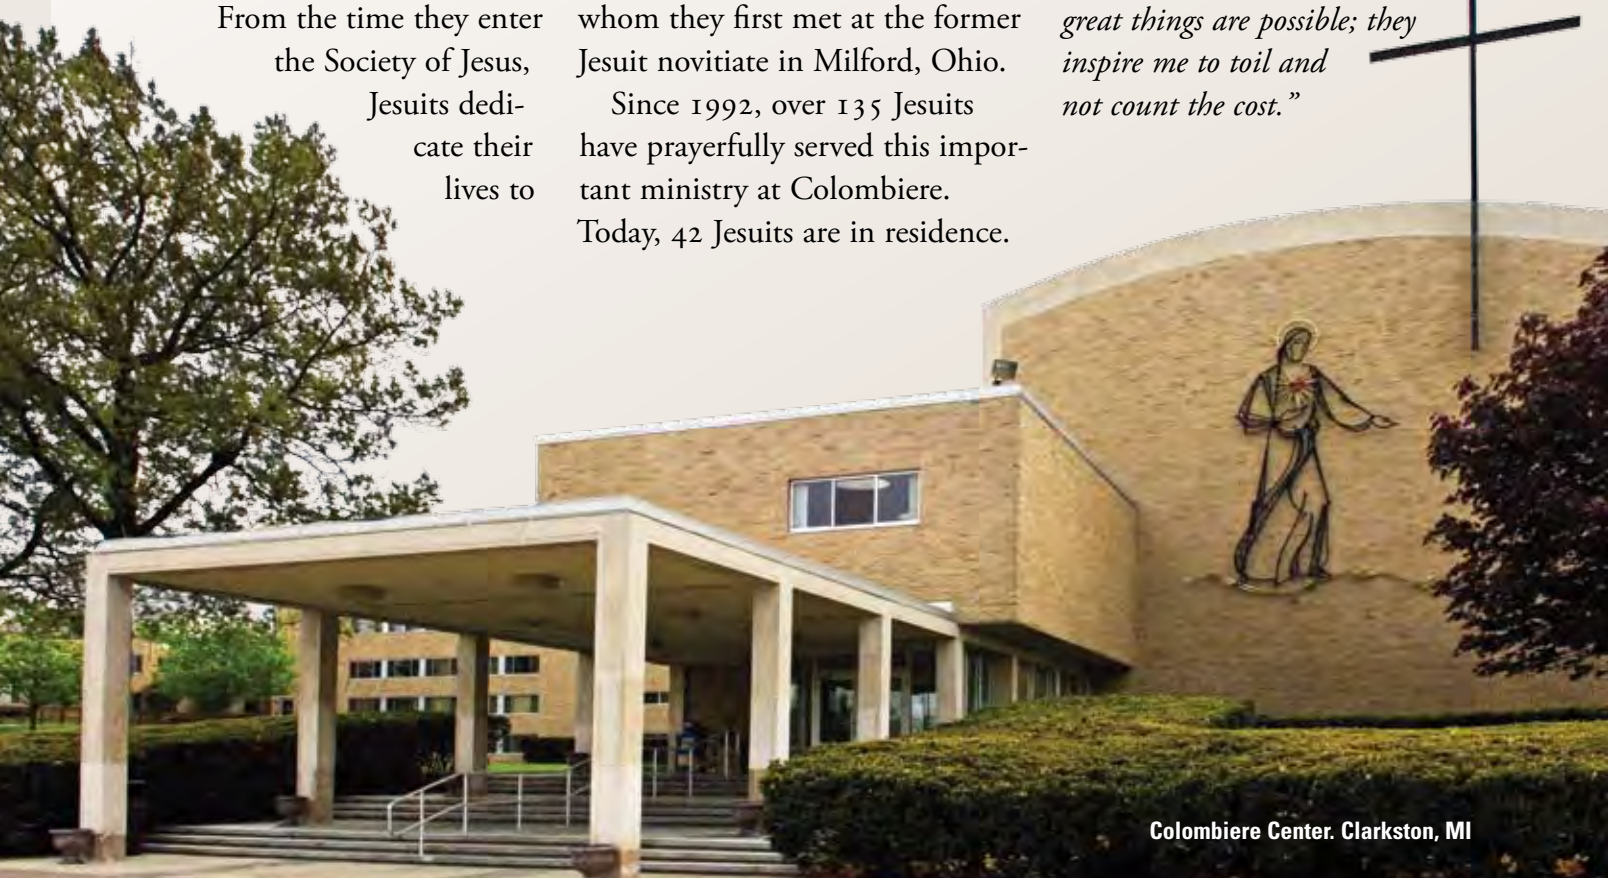 From the time they enter
the Society of Jesus,
Jesuits dedi-
cate their
lives to
whom they first met at the former
Jesuit novitiate in Milford, Ohio.
Since 1992, over 135 Jesuits
have prayerfully served this impor-
tant ministry at Colombiere.
Today, 42 Jesuits are in residence.
great things are possible; they
inspire me to toil and
not count the cost.”
Colombiere Center. Clarkston, MI